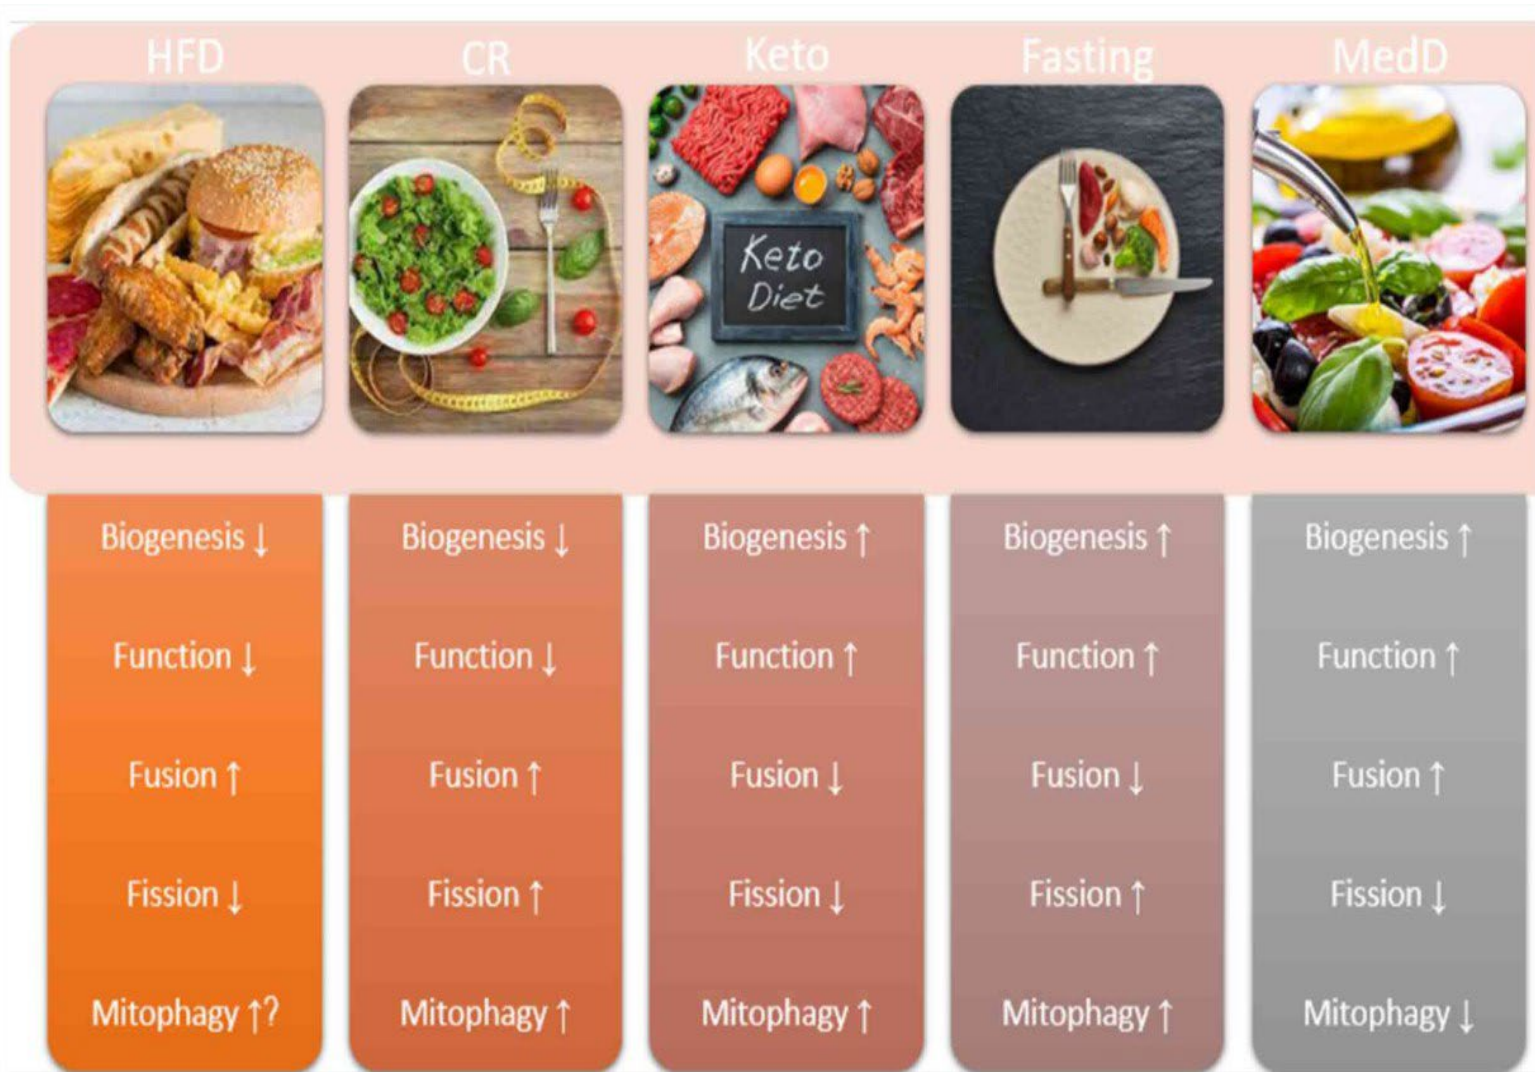 HFD
CR
Keto
Fasting
MedD
Keto
Diet
Biogenesis ↓
Biogenesis ↓
Biogenesis ↑
Biogenesis ↑
Biogenesis ↑
Function ↓
Function ↓
Function ↑
Function ↑
Function ↑
Fusion ↑
Fusion ↑
Fusion ↓
Fusion ↓
Fusion ↑
Fission ↓
Fission ↑
Fission ↓
Fission ↑
Fission ↓
Mitophagy ↑?
Mitophagy ↑
Mitophagy ↑
Mitophagy ↑
Mitophagy ↓